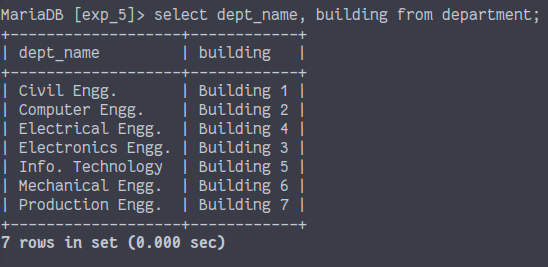 MariaDB [exp_5]> select dept_name, building from department;
+-------------------+------------+
| dept_name         | building   |
+-------------------+------------+
| Civil Engg.       | Building 1 |
| Computer Engg.    | Building 2 |
| Electrical Engg.  | Building 4 |
| Electronics Engg. | Building 3 |
| Info. Technology  | Building 5 |
| Mechanical Engg.  | Building 6 |
| Production Engg.  | Building 7 |
+-------------------+------------+
7 rows in set (0.000 sec)